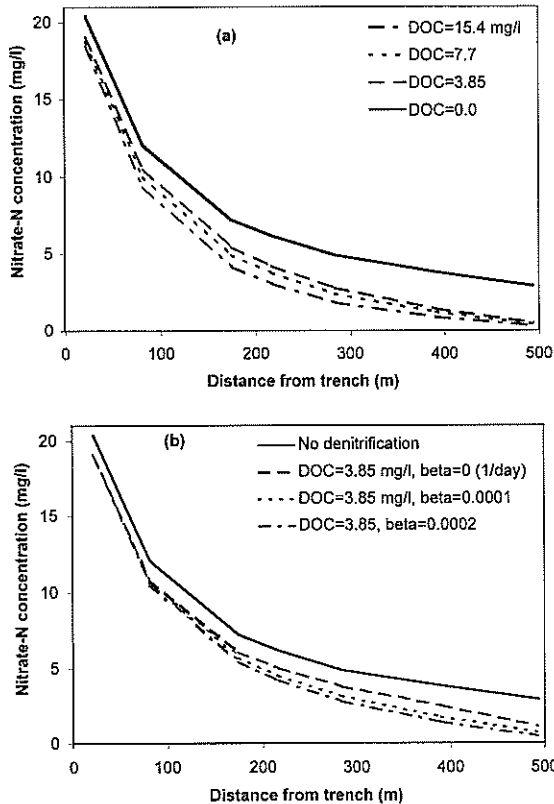 (a)
DOC=15.4 mg/l
DOC=7.7
DOC=3.85
DOC=0.0
Nitrate-N concentration (mg/l)
20
15
10
5
0
0 100 200 300 400 500
Distance from trench (m)
(b)
No denitrification
DOC=3.85 mg/l, beta=0 (1/day)
DOC=3.85 mg/l, beta=0.0001
DOC=3.85, beta=0.0002
Nitrate-N concentration (mg/l)
20
15
10
5
0
0 100 200 300 400 500
Distance from trench (m)